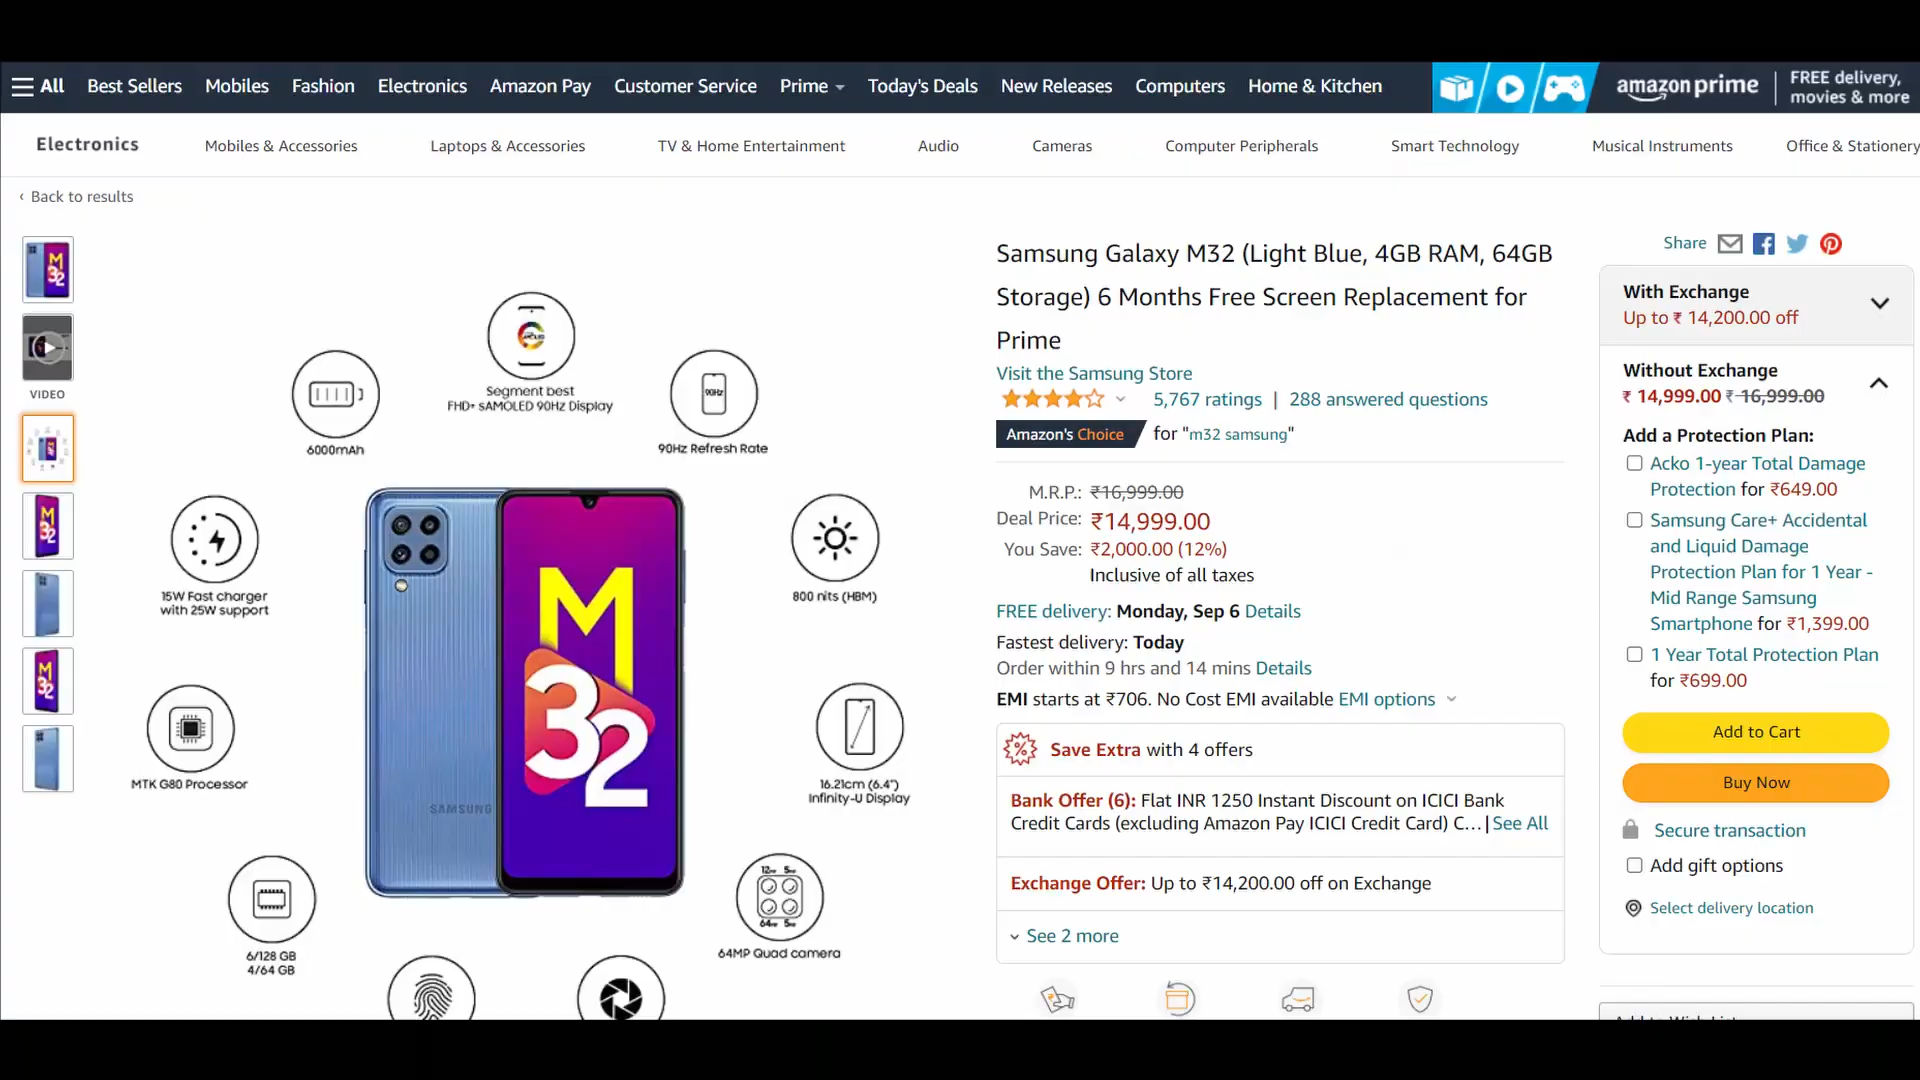 All Best Sellers Mobiles Fashion Electronics Amazon Pay Customer Service Prime Today's Deals New Releases Computers Home & Kitchen
amazon prime
FREE delivery,
movies & more
Electronics Mobiles & Accessories Laptops & Accessories TV & Home Entertainment Audio Cameras Computer Peripherals Smart Technology Musical Instruments Office & Stationery
‹ Back to results
VIDEO
Segment best
FHD+ sAMOLED 90Hz Display
6000mAh
90Hz
90Hz Refresh Rate
15W Fast charger
with 25W support
800 nits (HBM)
MTK G80 Processor
16.21cm (6.4")
Infinity-U Display
M
32
SAMSUNG
6/128 GB
4/64 GB
12MP 5MP
64MP 5MP
64MP Quad camera
Samsung Galaxy M32 (Light Blue, 4GB RAM, 64GB
Storage) 6 Months Free Screen Replacement for
Prime
Visit the Samsung Store
5,767 ratings | 288 answered questions
Amazon's Choice for "m32 samsung"
M.R.P.: ₹16,999.00
Deal Price: ₹14,999.00
You Save: ₹2,000.00 (12%)
Inclusive of all taxes
FREE delivery: Monday, Sep 6 Details
Fastest delivery: Today
Order within 9 hrs and 14 mins Details
EMI starts at ₹706. No Cost EMI available EMI options
Save Extra with 4 offers
Bank Offer (6): Flat INR 1250 Instant Discount on ICICI Bank
Credit Cards (excluding Amazon Pay ICICI Credit Card) C... | See All
Exchange Offer: Up to ₹14,200.00 off on Exchange
See 2 more
Share
With Exchange
Up to ₹ 14,200.00 off
Without Exchange
₹ 14,999.00 ₹ 16,999.00
Add a Protection Plan:
Acko 1-year Total Damage
Protection for ₹649.00
Samsung Care+ Accidental
and Liquid Damage
Protection Plan for 1 Year -
Mid Range Samsung
Smartphone for ₹1,399.00
1 Year Total Protection Plan
for ₹699.00
Add to Cart
Buy Now
Secure transaction
Add gift options
Select delivery location